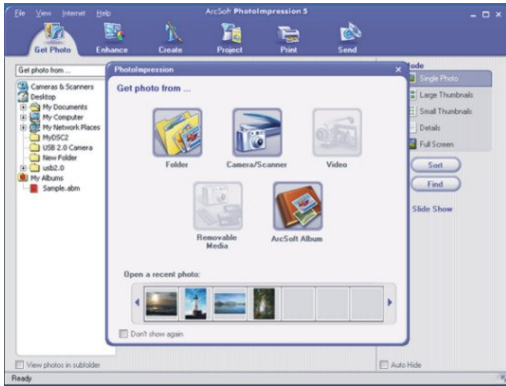 File View Internet Help
ArcSoft PhotoImpression 5
Get Photo Enhance Create Project Print Send
Get photo from ...
Cameras & Scanners
Desktop
My Documents
My Computer
My Network Places
MyDSC2
USB 2.0 Camera
New Folder
usb2.0
My Albums
Sample.abm
PhotoImpression
Get photo from ...
Folder
Camera/Scanner
Video
Removable
Media
ArcSoft Album
Open a recent photo:
Don't show again
ode
Single Photo
Large Thumbnails
Small Thumbnails
Details
Full Screen
Sort
Find
Slide Show
View photos in subfolder
Auto Hide
Ready